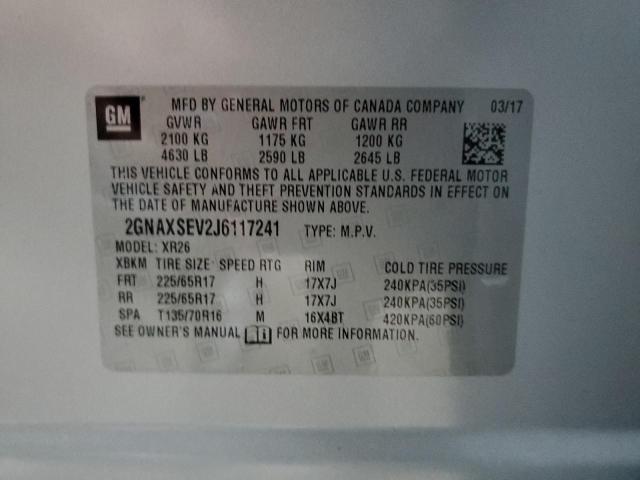 GM
MFD BY GENERAL MOTORS OF CANADA COMPANY 03/17
GVWR GAWR FRT GAWR RR
2100 KG 1175 KG 1200 KG
4630 LB 2590 LB 2645 LB
THIS VEHICLE CONFORMS TO ALL APPLICABLE U.S. FEDERAL MOTOR
VEHICLE SAFETY AND THEFT PREVENTION STANDARDS IN EFFECT ON
THE DATE OF MANUFACTURE SHOWN ABOVE.
2GNAXSEV2J6117241 TYPE: M.P.V.
MODEL: XR26
XBKM TIRE SIZE SPEED RTG RIM COLD TIRE PRESSURE
FRT 225/65R17 H 17X7J 240KPA(35PSI)
RR 225/65R17 H 17X7J 240KPA(35PSI)
SPA T135/70R16 M 16X4BT 420KPA(60PSI)
SEE OWNER'S MANUAL FOR MORE INFORMATION.